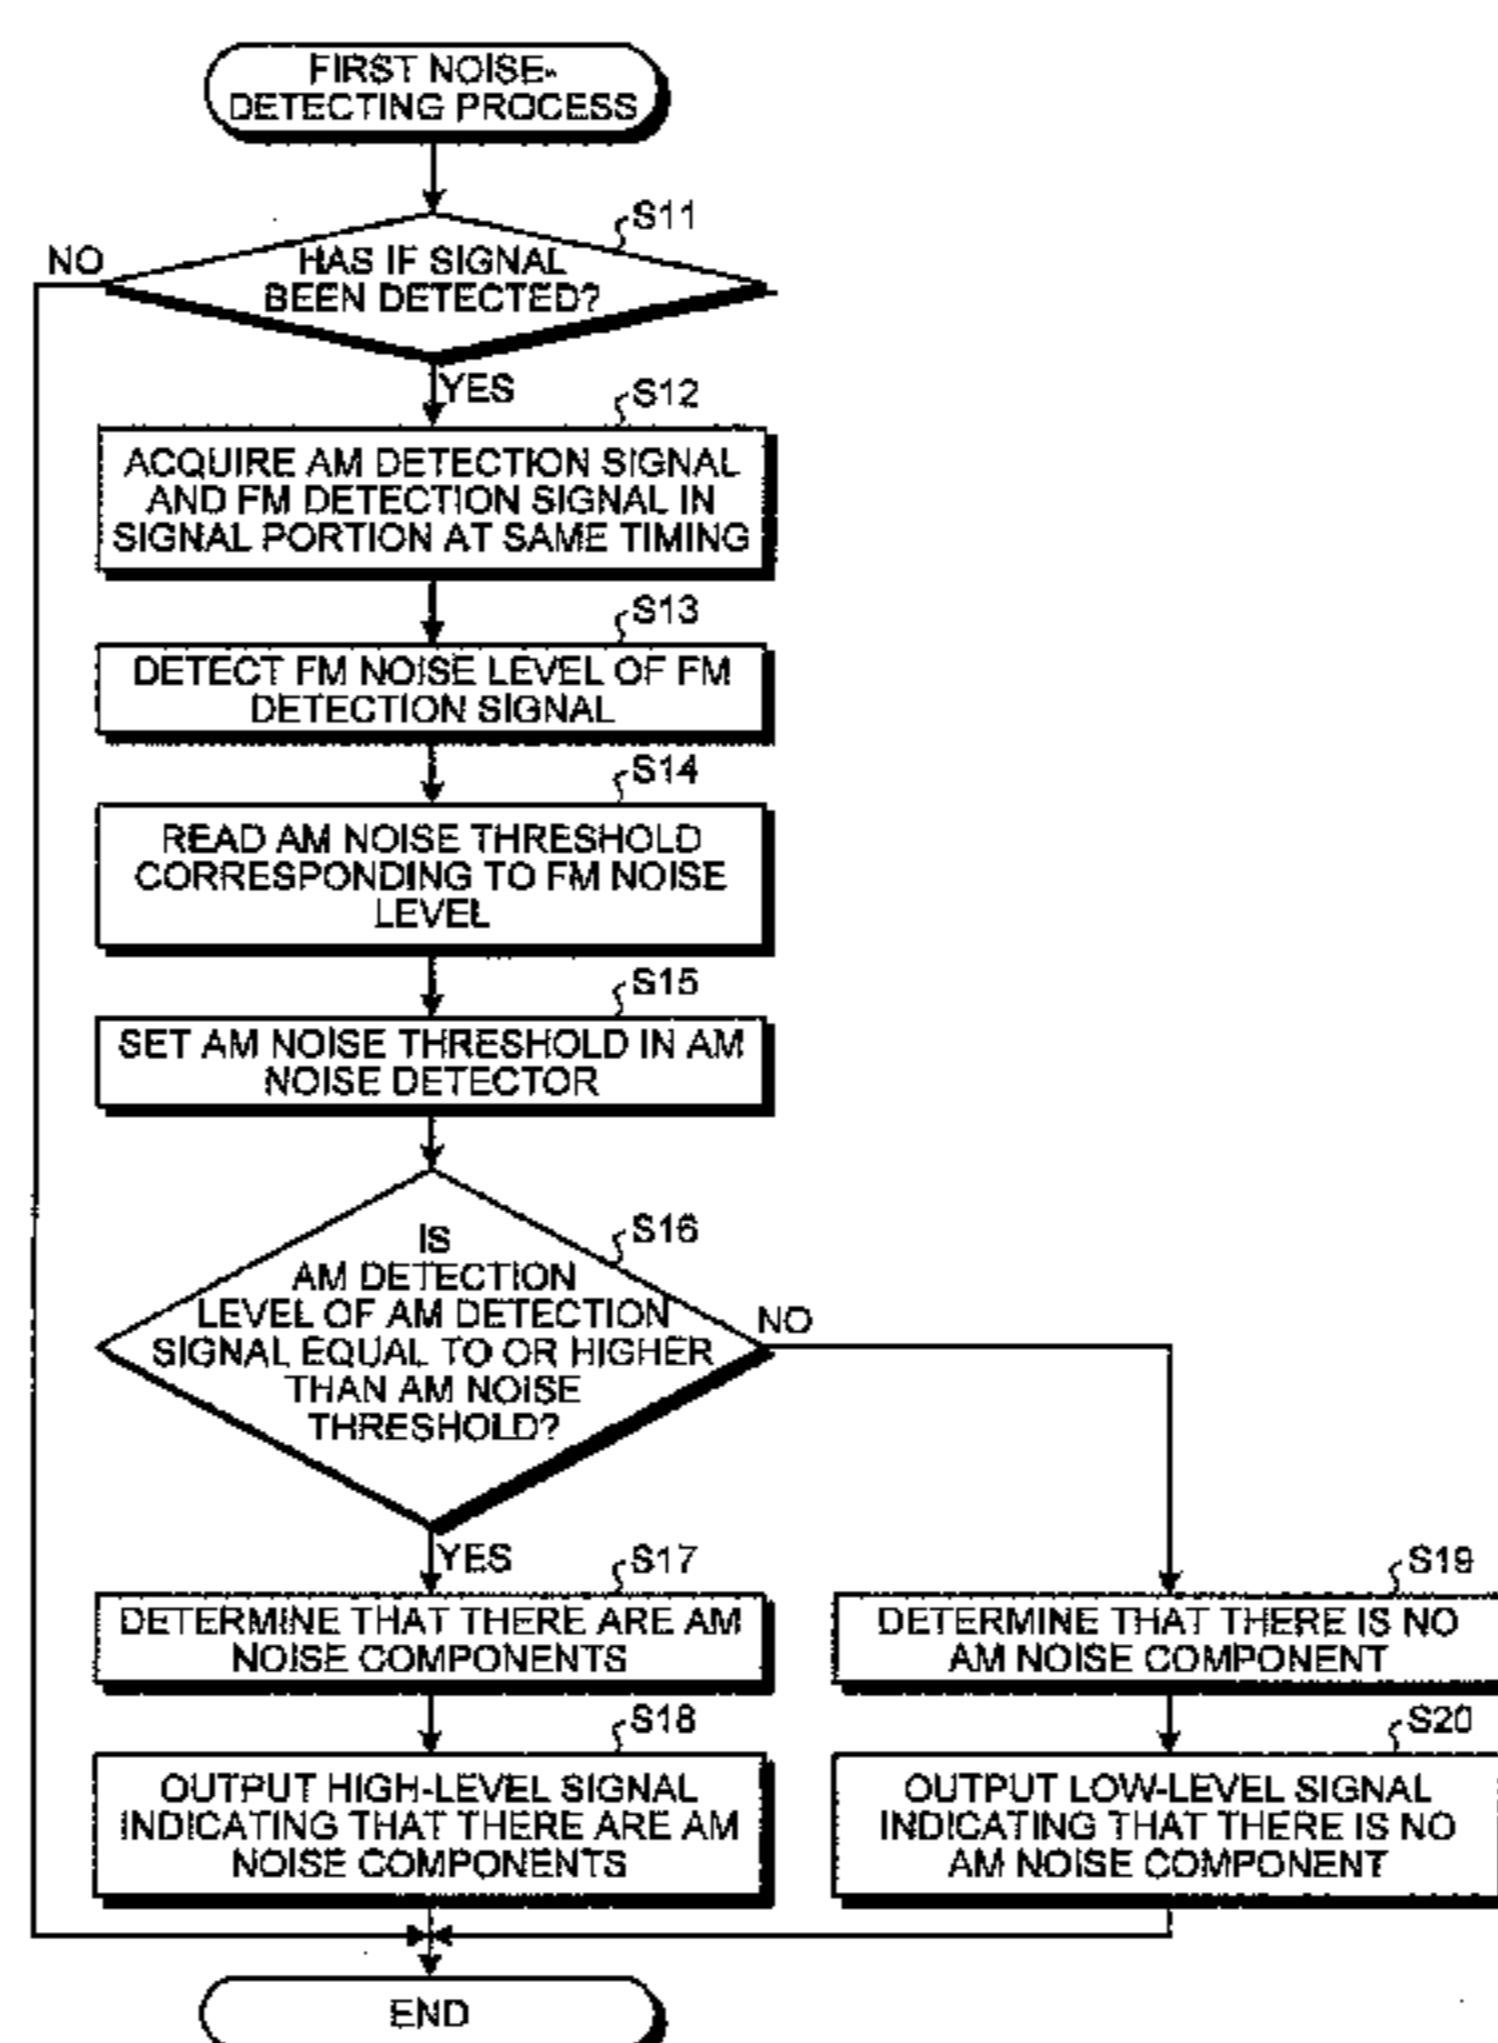 FIRST NOISE-
DETECTING PROCESS
S11
NO
HAS IF SIGNAL
BEEN DETECTED?
YES
S12
ACQUIRE AM DETECTION SIGNAL
AND FM DETECTION SIGNAL IN
SIGNAL PORTION AT SAME TIMING
S13
DETECT FM NOISE LEVEL OF FM
DETECTION SIGNAL
S14
READ AM NOISE THRESHOLD
CORRESPONDING TO FM NOISE
LEVEL
S15
SET AM NOISE THRESHOLD IN AM
NOISE DETECTOR
S16
IS
AM DETECTION
LEVEL OF AM DETECTION
SIGNAL EQUAL TO OR HIGHER
THAN AM NOISE
THRESHOLD?
NO
YES
S17
DETERMINE THAT THERE ARE AM
NOISE COMPONENTS
S19
DETERMINE THAT THERE IS NO
AM NOISE COMPONENT
S18
OUTPUT HIGH-LEVEL SIGNAL
INDICATING THAT THERE ARE AM
NOISE COMPONENTS
S20
OUTPUT LOW-LEVEL SIGNAL
INDICATING THAT THERE IS NO
AM NOISE COMPONENT
END